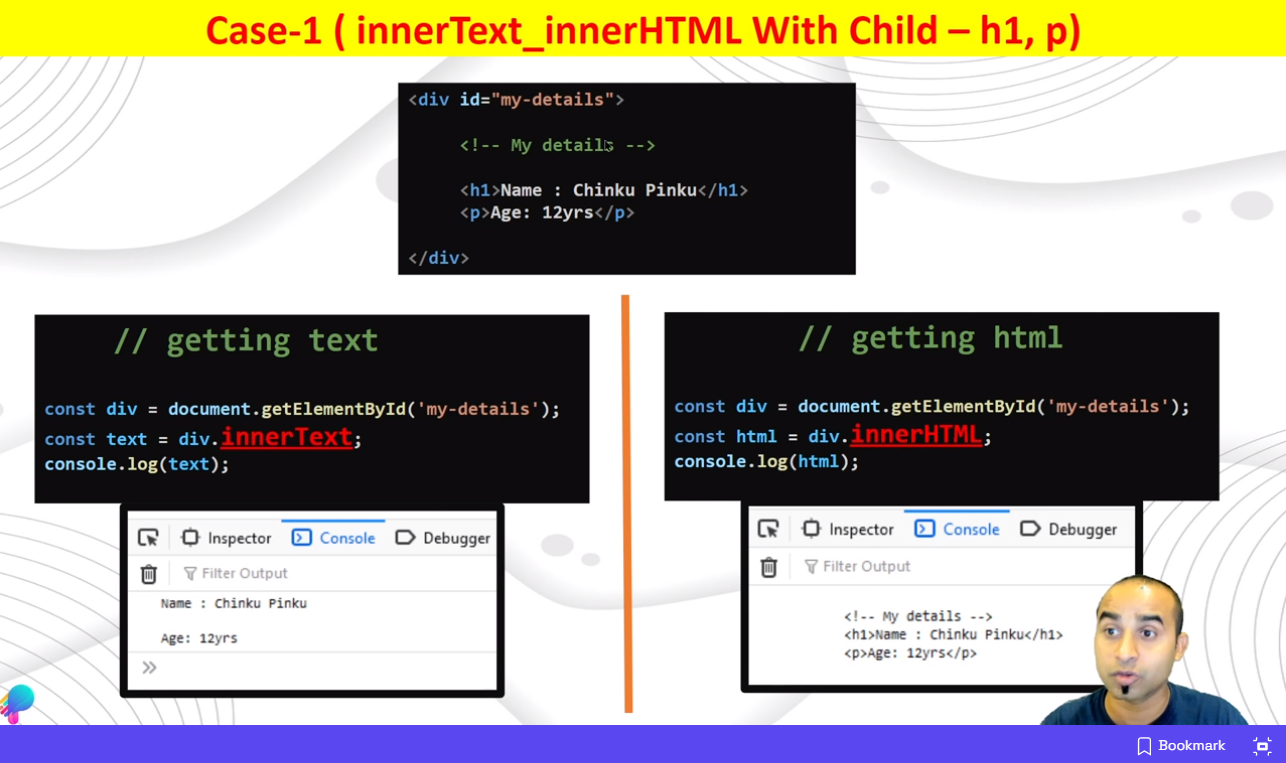 Case-1 ( innerText_innerHTML With Child – h1, p)
<div id="my-details">
<!-- My details -->
<h1>Name : Chinku Pinku</h1>
<p>Age: 12yrs</p>
</div>
// getting text
const div = document.getElementById('my-details');
const text = div.innerText;
console.log(text);
Inspector Console Debugger
Filter Output
Name : Chinku Pinku
Age: 12yrs
»
// getting html
const div = document.getElementById('my-details');
const html = div.innerHTML;
console.log(html);
Inspector Console Debugger
Filter Output
<!-- My details -->
<h1>Name : Chinku Pinku</h1>
<p>Age: 12yrs</p>
Bookmark